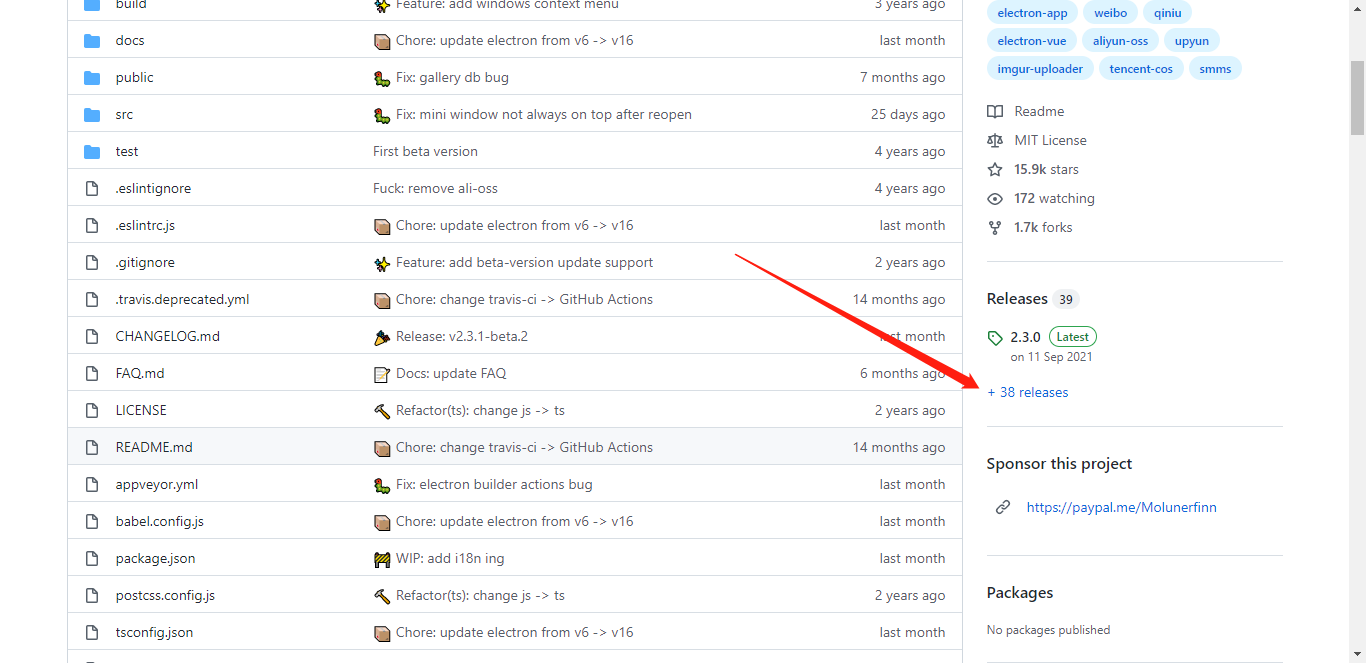 build Feature: add windows context menu 3 years ago
docs Chore: update electron from v6 -> v16 last month
public Fix: gallery db bug 7 months ago
src Fix: mini window not always on top after reopen 25 days ago
test First beta version 4 years ago
.eslintignore Fuck: remove ali-oss 4 years ago
.eslintrc.js Chore: update electron from v6 -> v16 last month
.gitignore Feature: add beta-version update support 2 years ago
.travis.deprecated.yml Chore: change travis-ci -> GitHub Actions 14 months ago
CHANGELOG.md Release: v2.3.1-beta.2 last month
FAQ.md Docs: update FAQ 6 months ago
LICENSE Refactor(ts): change js -> ts 2 years ago
README.md Chore: change travis-ci -> GitHub Actions 14 months ago
appveyor.yml Fix: electron builder actions bug last month
babel.config.js Chore: update electron from v6 -> v16 last month
package.json WIP: add i18n ing last month
postcss.config.js Refactor(ts): change js -> ts 2 years ago
tsconfig.json Chore: update electron from v6 -> v16 last month
electron-app weibo qiniu
electron-vue aliyun-oss upyun
imgur-uploader tencent-cos smms
Readme
MIT License
15.9k stars
172 watching
1.7k forks
Releases 39
2.3.0 Latest
on 11 Sep 2021
+ 38 releases
Sponsor this project
https://paypal.me/Molunerfinn
Packages
No packages published